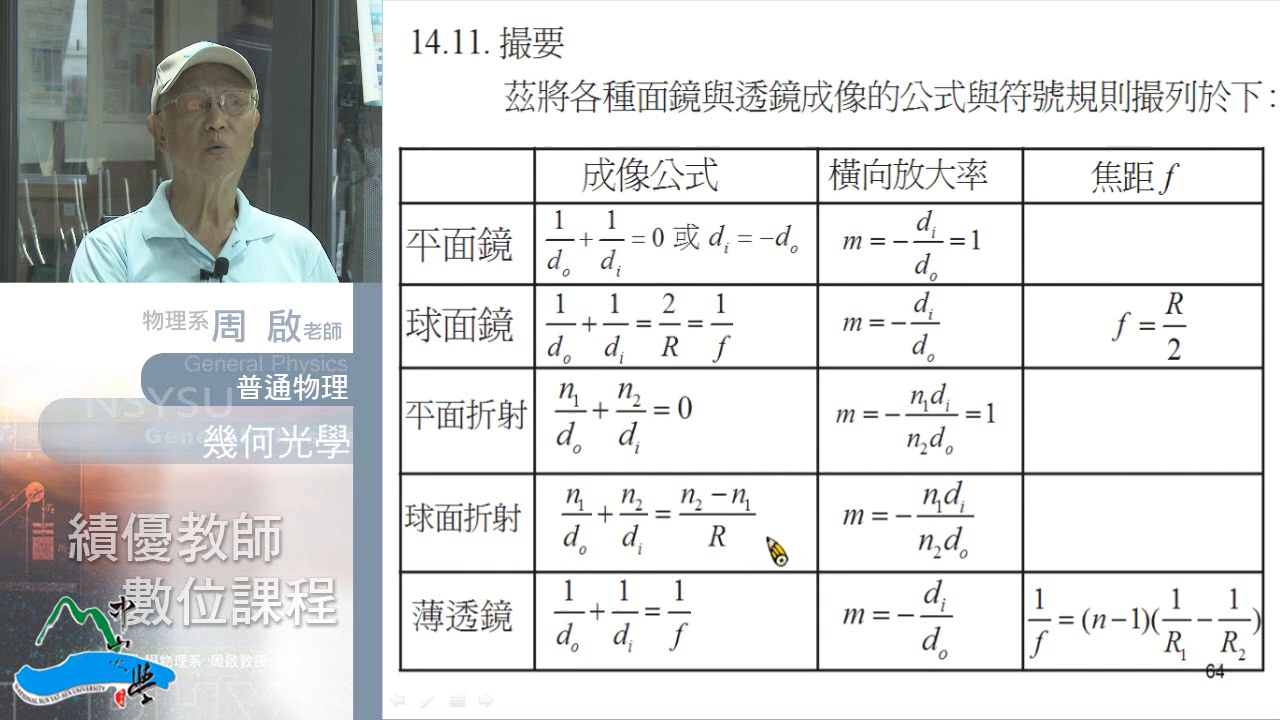 物理系周 啟老師
General Physics
普通物理
NSYSU
幾何光學
績優教師
數位課程
14.11. 撮要
茲將各種面鏡與透鏡成像的公式與符號規則撮列於下：
成像公式 橫向放大率 焦距 f
平面鏡 1/d_o + 1/d_i = 0 或 d_i = −d_o m = −d_i/d_o = 1
球面鏡 1/d_o + 1/d_i = 2/R = 1/f m = −d_i/d_o f = R/2
平面折射 n_1/d_o + n_2/d_i = 0 m = −n_1d_i/n_2d_o = 1
球面折射 n_1/d_o + n_2/d_i = (n_2 − n_1)/R m = −n_1d_i/n_2d_o
薄透鏡 1/d_o + 1/d_i = 1/f m = −d_i/d_o 1/f = (n−1)(1/R_1 − 1/R_2)
64